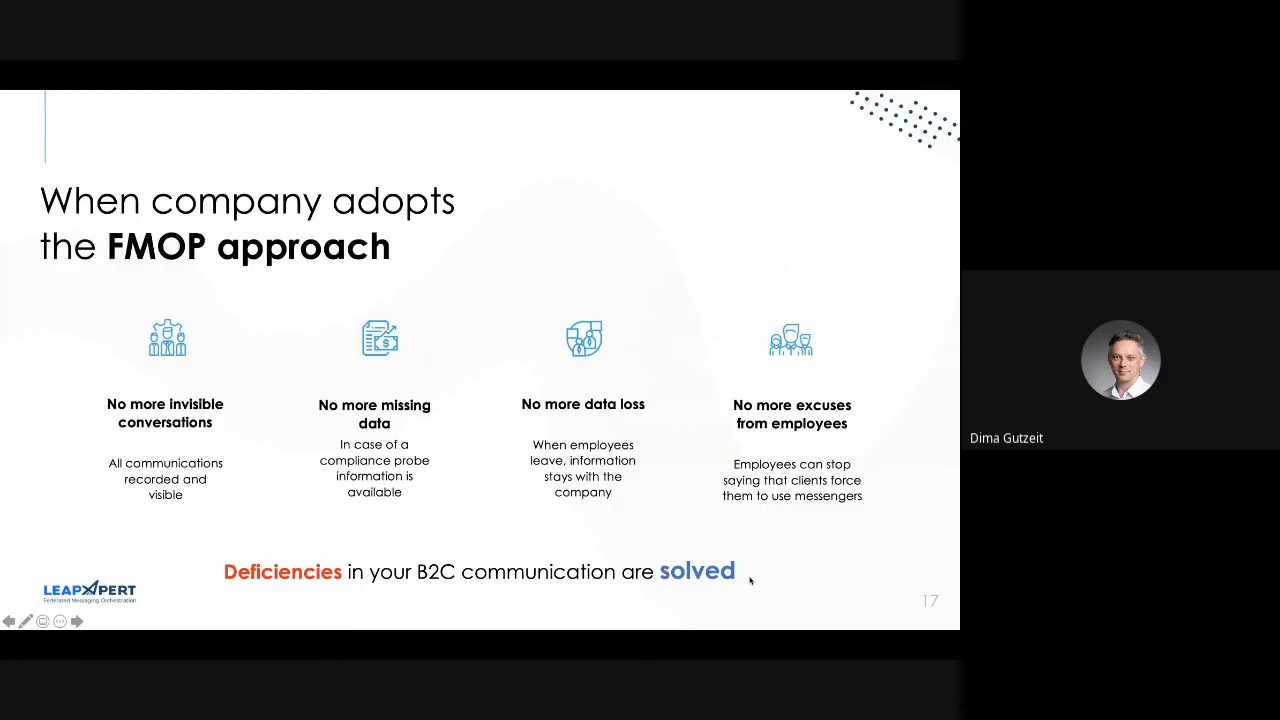 When company adopts
the FMOP approach
No more invisible
conversations
All communications
recorded and
visible
No more missing
data
In case of a
compliance probe
information is
available
No more data loss
When employees
leave, information
stays with the
company
No more excuses
from employees
Employees can stop
saying that clients force
them to use messengers
Deficiencies in your B2C communication are solved
LEAPXPERT
Federated Messaging Orchestration
17
Dima Gutzeit